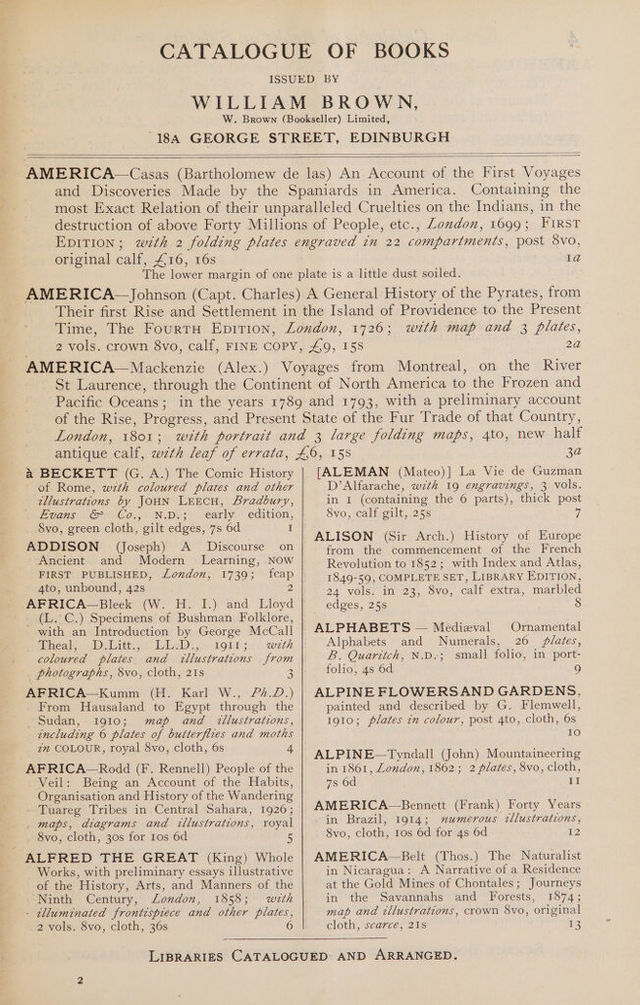 CATALOGUE OF BOOKS
ISSUED BY
WILLIAM BROWN,
W. Brown (Bookseller) Limited,
18A GEORGE STREET, EDINBURGH
AMERICA—Casas (Bartholomew de las) An Account of the First Voyages
and Discoveries Made by the Spaniards in America. Containing the
most Exact Relation of their unparalleled Cruelties on the Indians, in the
destruction of above Forty Millions of People, etc., London, 1699; FIRST
EDITION; with 2 folding plates engraved in 22 compartments, post 8vo,
original calf, £16, 16s 1a
The lower margin of one plate is a little dust soiled.
AMERICA—Johnson (Capt. Charles) A General History of the Pyrates, from
Their first Rise and Settlement in the Island of Providence to the Present
Time, The FOURTH EDITION, London, 1726; with map and 3 plates,
2 vols. crown 8vo, calf, FINE COPY, £9, 15s 2a
AMERICA—Mackenzie (Alex.) Voyages from Montreal, on the River
St Laurence, through the Continent of North America to the Frozen and
Pacific Oceans; in the years 1789 and 1793, with a preliminary account
of the Rise, Progress, and Present State of the Fur Trade of that Country,
London, 1801; with portrait and 3 large folding maps, 4to, new half
antique calf, with leaf of errata, £6, 15s 3a
à BECKETT (G. A.) The Comic History
of Rome, with coloured plates and other
illustrations by JOHN LEECH, Bradbury,
Evans & Co., N.D.; early edition,
8vo, green cloth, gilt edges, 7s 6d 1
ADDISON (Joseph) A Discourse on
Ancient and Modern Learning, NOW
FIRST PUBLISHED, London, 1739; fcap
4to, unbound, 42s 2
AFRICA—Bleek (W. H. I.) and Lloyd
(L. C.) Specimens of Bushman Folklore,
with an Introduction by George McCall
Theal, D.Litt., LL.D., 1911; with
coloured plates and illustrations from
photographs, 8vo, cloth, 21s 3
AFRICA—Kumm (H. Karl W., Ph.D.)
From Hausaland to Egypt through the
Sudan, 1910; map and illustrations,
including 6 plates of butterflies and moths
in COLOUR, royal 8vo, cloth, 6s 4
AFRICA—Rodd (F. Rennell) People of the
Veil: Being an Account of the Habits,
Organisation and History of the Wandering
Tuareg Tribes in Central Sahara, 1926;
maps, diagrams and illustrations, royal
8vo, cloth, 30s for 10s 6d 5
ALFRED THE GREAT (King) Whole
Works, with preliminary essays illustrative
of the History, Arts, and Manners of the
Ninth Century, London, 1858; with
illuminated frontispiece and other plates,
2 vols. 8vo, cloth, 36s 6
[ALEMAN (Mateo)] La Vie de Guzman
D'Alfarache, with 19 engravings, 3 vols.
in 1 (containing the 6 parts), thick post
8vo, calf gilt, 25s 7
ALISON (Sir Arch.) History of Europe
from the commencement of the French
Revolution to 1852; with Index and Atlas,
1849-59, COMPLETE SET, LIBRARY EDITION,
24 vols. in 23, 8vo, calf extra, marbled
edges, 25s 8
ALPHABETS — Mediæval Ornamental
Alphabets and Numerals, 26 plates,
B. Quaritch, N.D.; small folio, in port-
folio, 4s 6d 9
ALPINE FLOWERS AND GARDENS,
painted and described by G. Flemwell,
1910; plates in colour, post 4to, cloth, 6s
10
ALPINE—Tyndall (John) Mountaineering
in 1861, London, 1862; 2 plates, 8vo, cloth,
7s 6d 11
AMERICA—Bennett (Frank) Forty Years
in Brazil, 1914; numerous illustrations,
8vo, cloth, 10s 6d for 4s 6d 12
AMERICA—Belt (Thos.) The Naturalist
in Nicaragua: A Narrative of a Residence
at the Gold Mines of Chontales; Journeys
in the Savannahs and Forests, 1874;
map and illustrations, crown 8vo, original
cloth, scarce, 21s 13
LIBRARIES CATALOGUED AND ARRANGED.
2